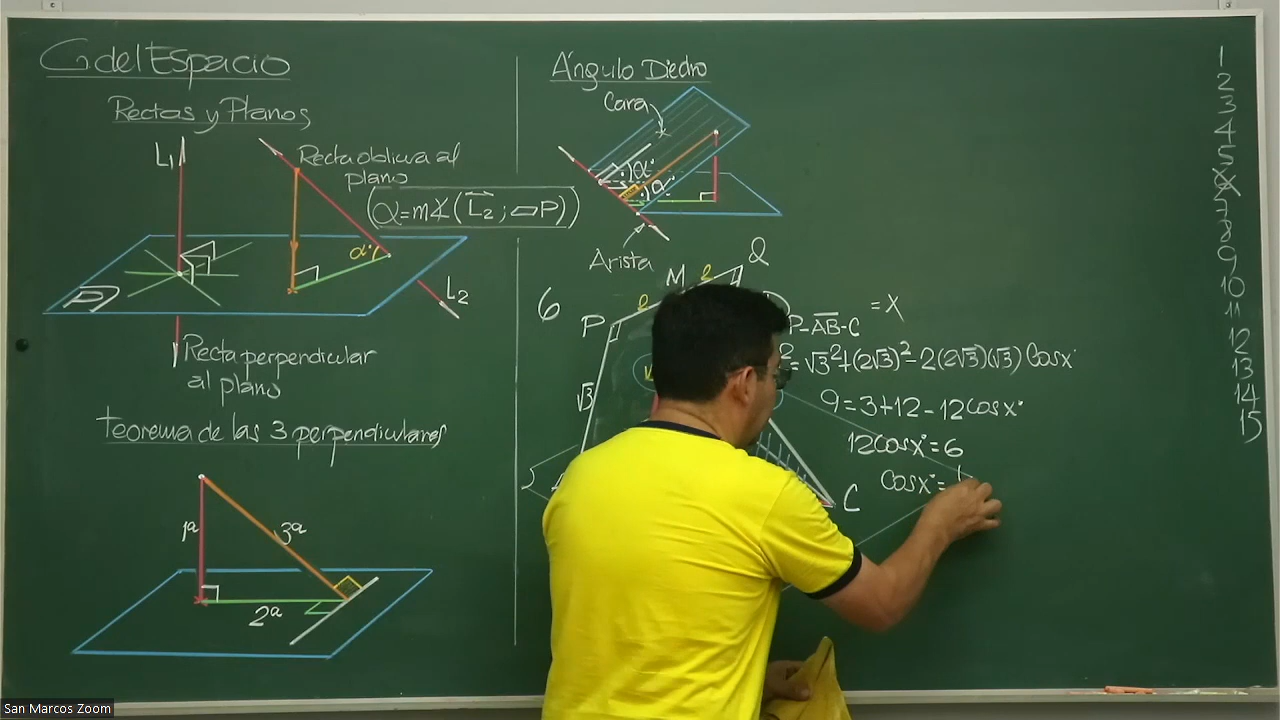 G del Espacio
Rectas y Planos
L1
Recta oblicua al
plano
α=m∡(L2; ▱P)
α°
P
L2
Recta perpendicular
al plano
Teorema de las 3 perpendiculares
1ª
3ª
2ª
Ángulo Diedro
Cara
α°
α°
Arista
6
P
M
Q
ℓ
ℓ
√3
C
P-AB-C = X
²=√3²+(2√3)²-2(2√3)(√3)Cosx°
9=3+12-12cosx°
12cosx°=6
Cosx°=
1
2
3
4
5
6
7
8
9
10
11
12
13
14
15
San Marcos Zoom